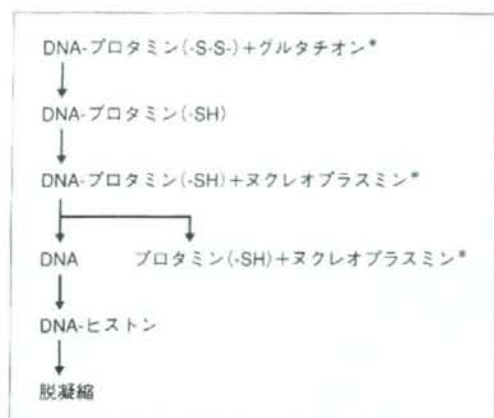 DNA-プロタミン(-S-S-)+グルタチオン*
DNA-プロタミン(-SH)
DNA-プロタミン(-SH)+ヌクレオプラスミン*
DNA プロタミン(-SH)+ヌクレオプラスミン*
DNA-ヒストン
脱凝縮